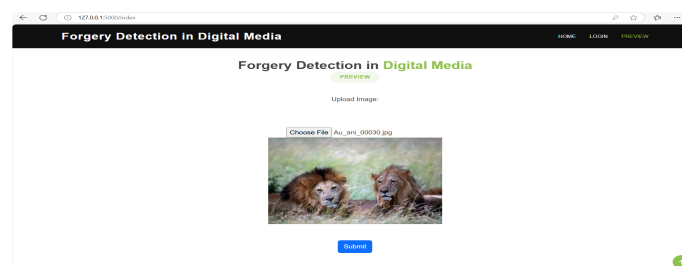 127.0.0.1:5000/index
Forgery Detection in Digital Media
HOME LOGIN PREVIEW
Forgery Detection in Digital Media
PREVIEW
Upload Image:
Choose File Au_ani_00030.jpg
Submit